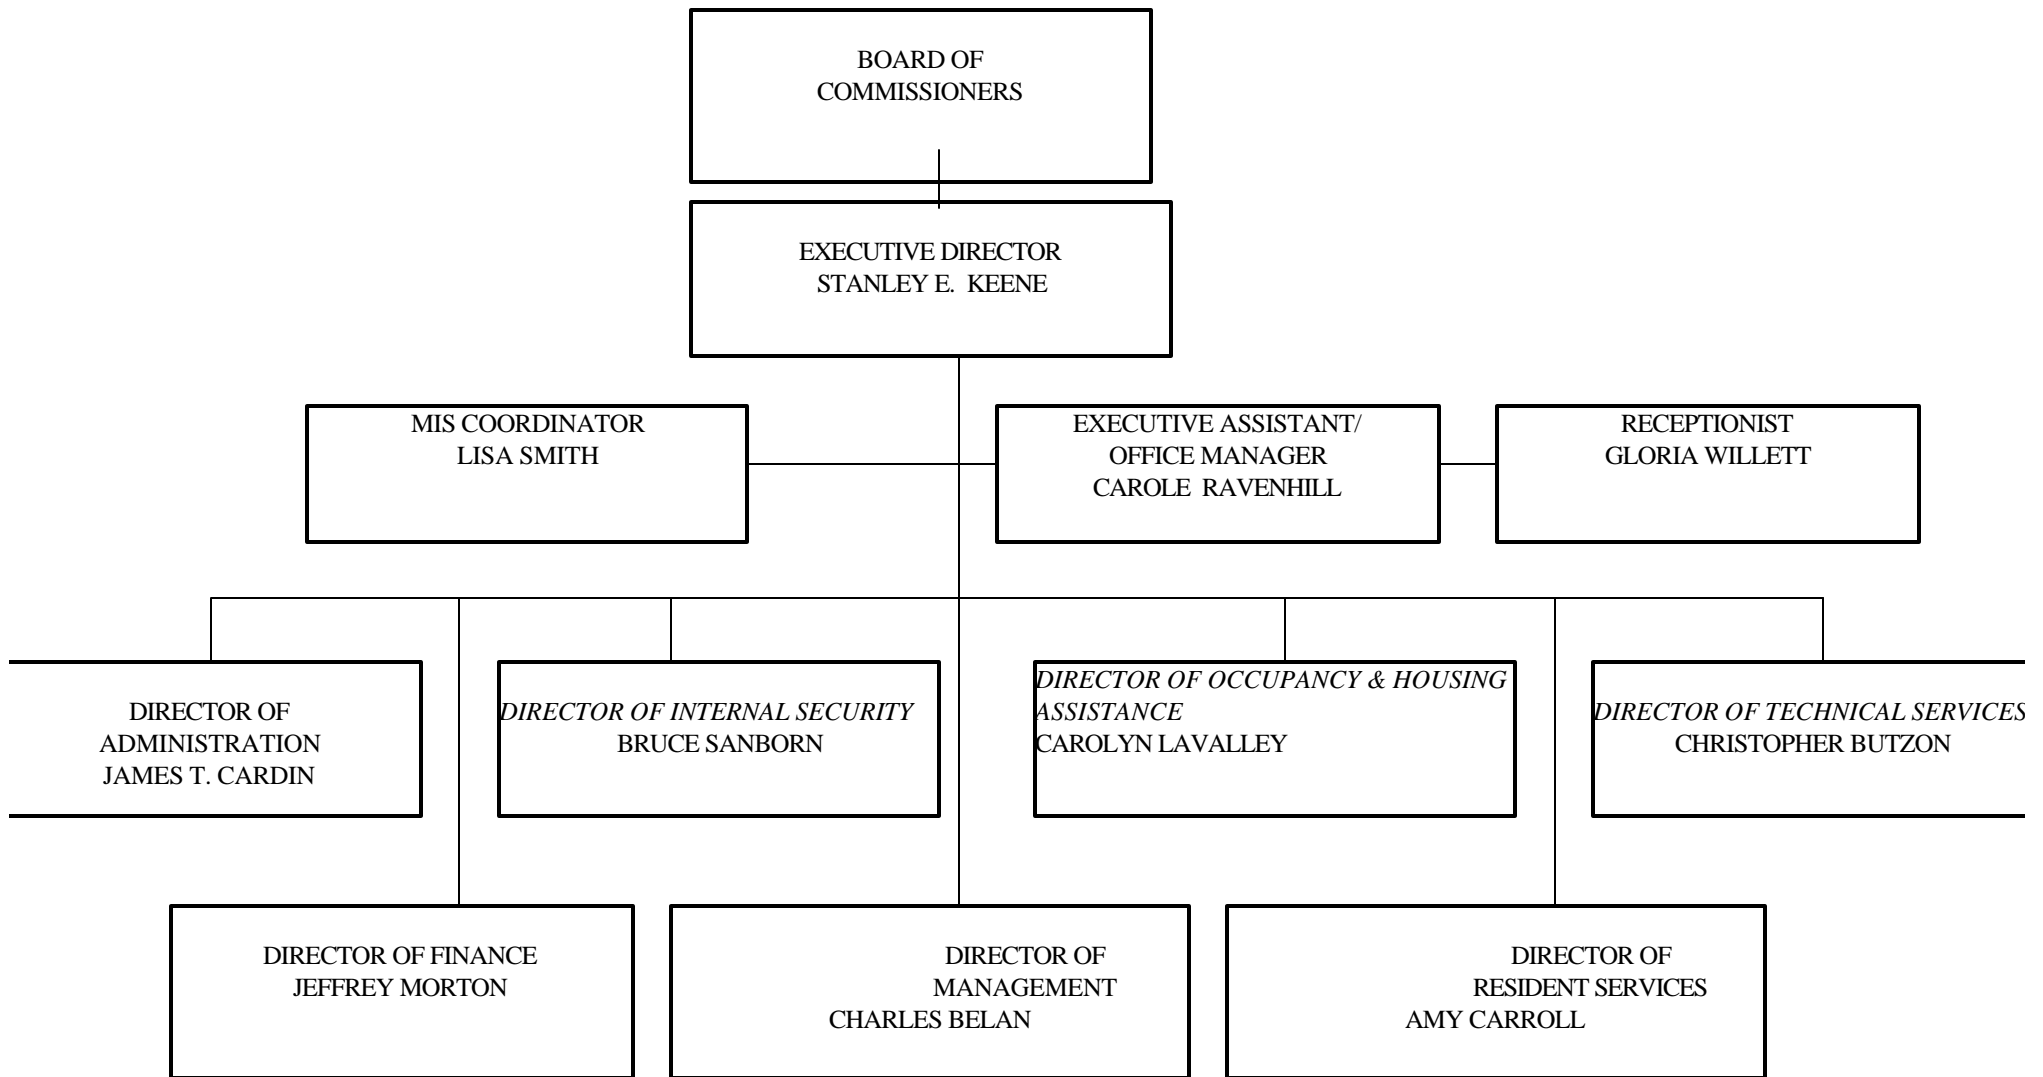 BOARD OF
COMMISSIONERS
EXECUTIVE DIRECTOR
STANLEY E. KEENE
MIS COORDINATOR
LISA SMITH
EXECUTIVE ASSISTANT/
OFFICE MANAGER
CAROLE RAVENHILL
RECEPTIONIST
GLORIA WILLETT
DIRECTOR OF
ADMINISTRATION
JAMES T. CARDIN
DIRECTOR OF INTERNAL SECURITY
BRUCE SANBORN
DIRECTOR OF OCCUPANCY & HOUSING
ASSISTANCE
CAROLYN LAVALLEY
DIRECTOR OF TECHNICAL SERVICES
CHRISTOPHER BUTZON
DIRECTOR OF FINANCE
JEFFREY MORTON
DIRECTOR OF
MANAGEMENT
CHARLES BELAN
DIRECTOR OF
RESIDENT SERVICES
AMY CARROLL